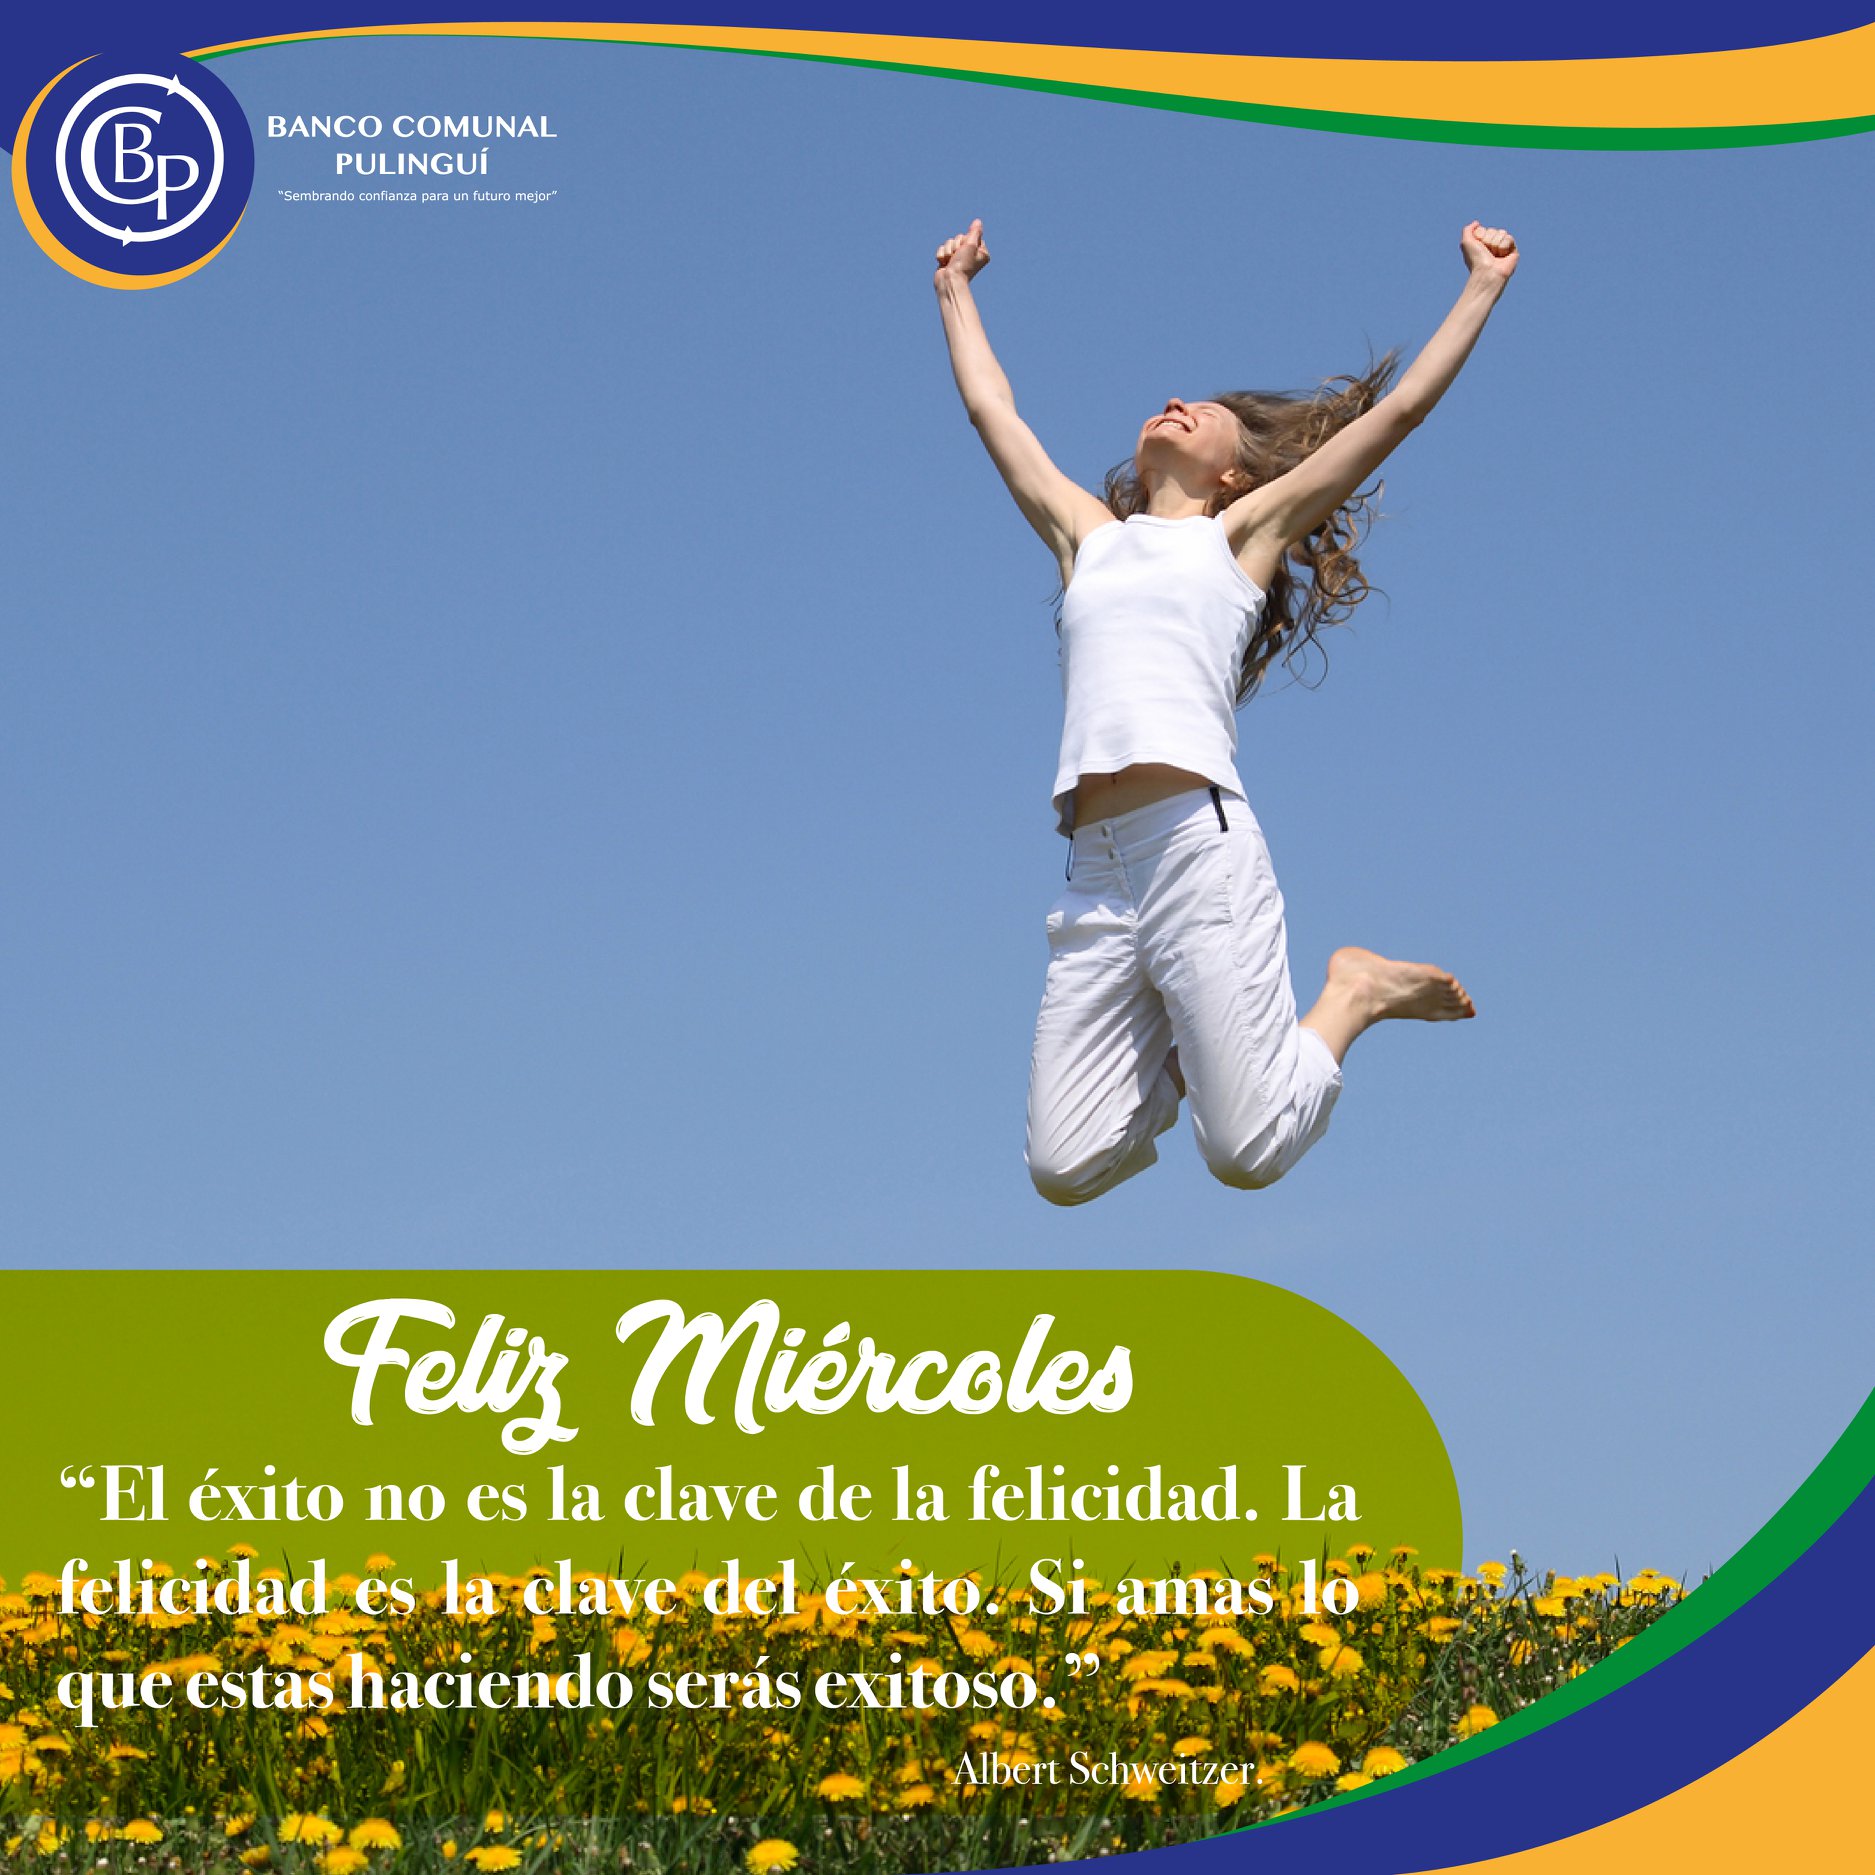 CBP
BANCO COMUNAL
PULINGUÍ
"Sembrando confianza para un futuro mejor"
Feliz Miércoles
“El éxito no es la clave de la felicidad. La
felicidad es la clave del éxito. Si amas lo
que estas haciendo serás exitoso.”
Albert Schweitzer.